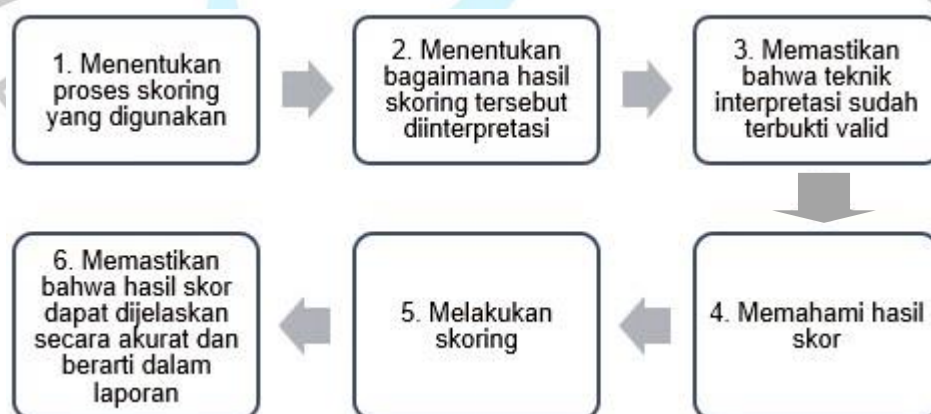 1. Menentukan
proses skoring
yang digunakan
2. Menentukan
bagaimana hasil
skoring tersebut
diinterpretasi
3. Memastikan
bahwa teknik
interpretasi sudah
terbukti valid
4. Memahami hasil
skor
5. Melakukan
skoring
6. Memastikan
bahwa hasil skor
dapat dijelaskan
secara akurat dan
berarti dalam
laporan